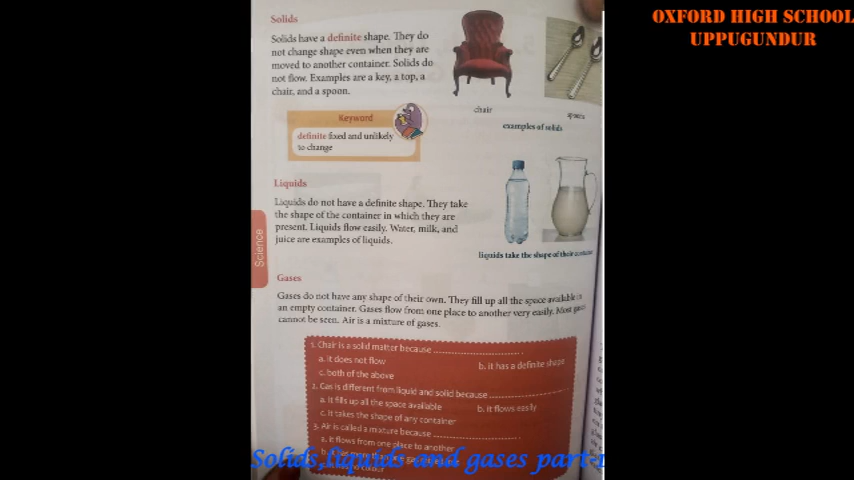 OXFORD HIGH SCHOOL
UPPUGUNDUR
Solids
Solids have a definite shape. They do
not change shape even when they are
moved to another container. Solids do
not flow. Examples are a key, a top, a
chair, and a spoon.
chair
spoons
examples of solids
Keyword
definite fixed and unlikely
to change
Liquids
Liquids do not have a definite shape. They take
the shape of the container in which they are
present. Liquids flow easily. Water, milk, and
juice are examples of liquids.
liquids take the shape of their container
Science
Gases
Gases do not have any shape of their own. They fill up all the space available in
an empty container. Gases flow from one place to another very easily. Most gases
cannot be seen. Air is a mixture of gases.
1. Chair is a solid matter because ....................
a. it does not flow
b. it has a definite shape
c. both of the above
2. Gas is different from liquid and solid because ....................
a. it fills up all the space available
b. it flows easily
c. it takes the shape of any container
3. Air is called a mixture because ....................
a. it flows from one place to another
Solids,liquids and gases part-1